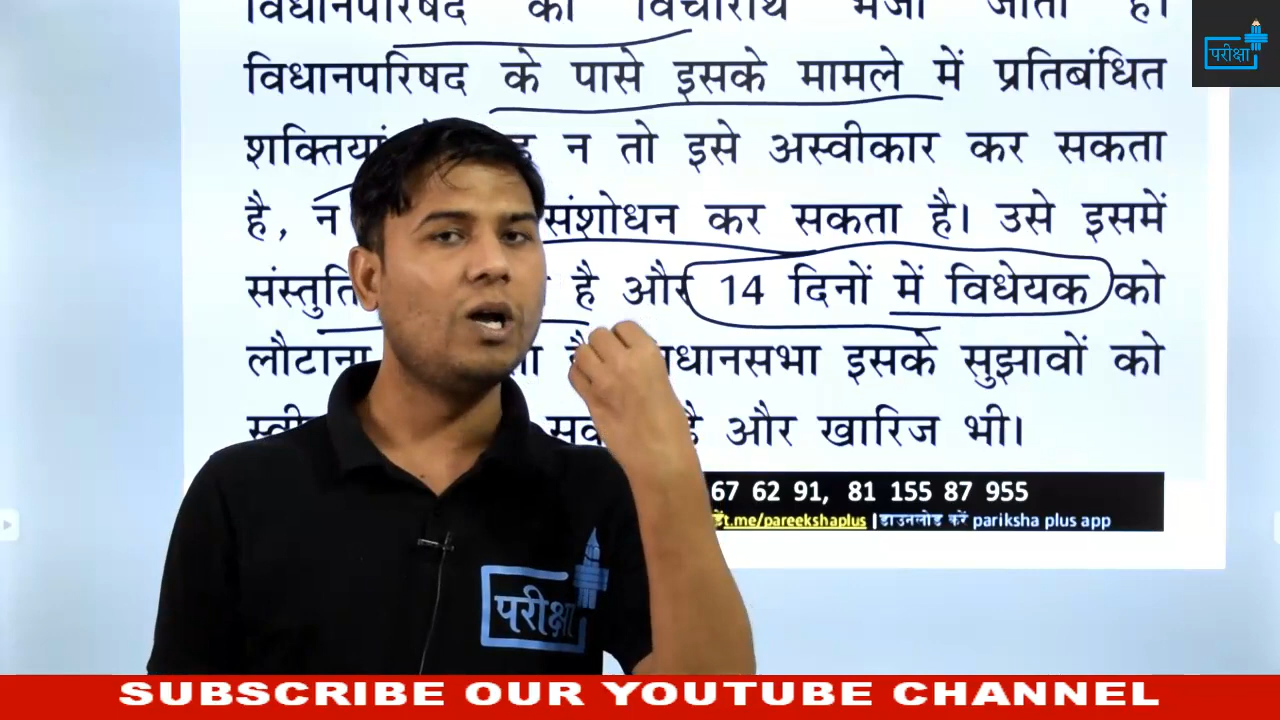 विधानपरिषद को विचारार्थ भेजा जाता है।
परीक्षा
विधानपरिषद के पास इसके मामले में प्रतिबंधित
शक्तियां न तो इसे अस्वीकार कर सकता
है, न संशोधन कर सकता है। उसे इसमें
है और 14 दिनों में विधेयक को
लौटाना इसके सुझावों को
है और खारिज भी।
67 62 91, 81 155 87 955
t.me/pareekshaplus |डाउनलोड करें pariksha plus app
परीक्षा
SUBSCRIBE OUR YOUTUBE CHANNEL